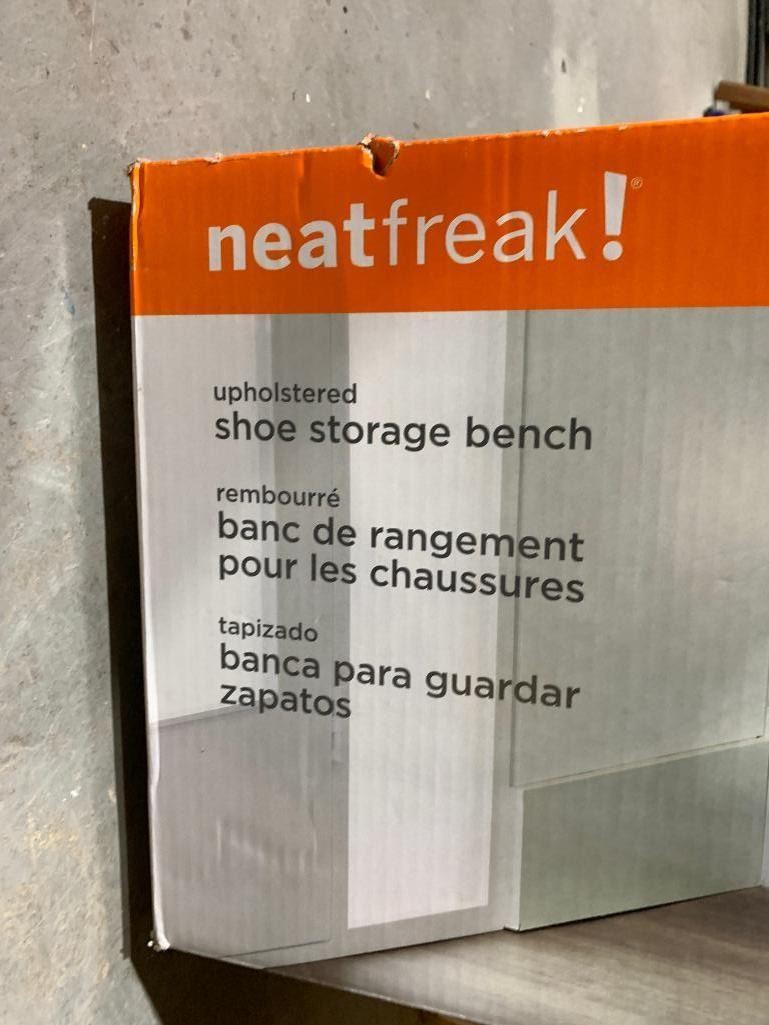 neatfreak!®
upholstered
shoe storage bench
rembourré
banc de rangement
pour les chaussures
tapizado
banca para guardar
zapatos